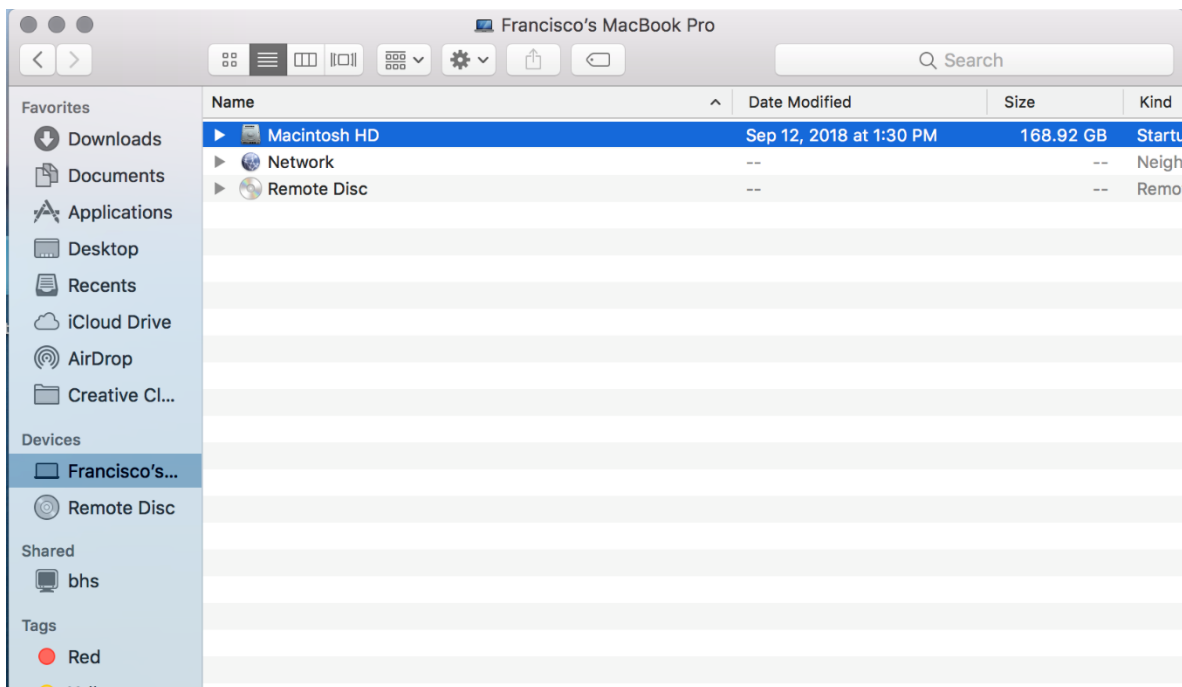 Francisco’s MacBook Pro
Search
Favorites
Downloads
Documents
Applications
Desktop
Recents
iCloud Drive
AirDrop
Creative Cl...
Devices
Francisco’s...
Remote Disc
Shared
bhs
Tags
Red
Name Date Modified Size Kind
Macintosh HD Sep 12, 2018 at 1:30 PM 168.92 GB Startu
Network -- -- Neigh
Remote Disc -- -- Remo